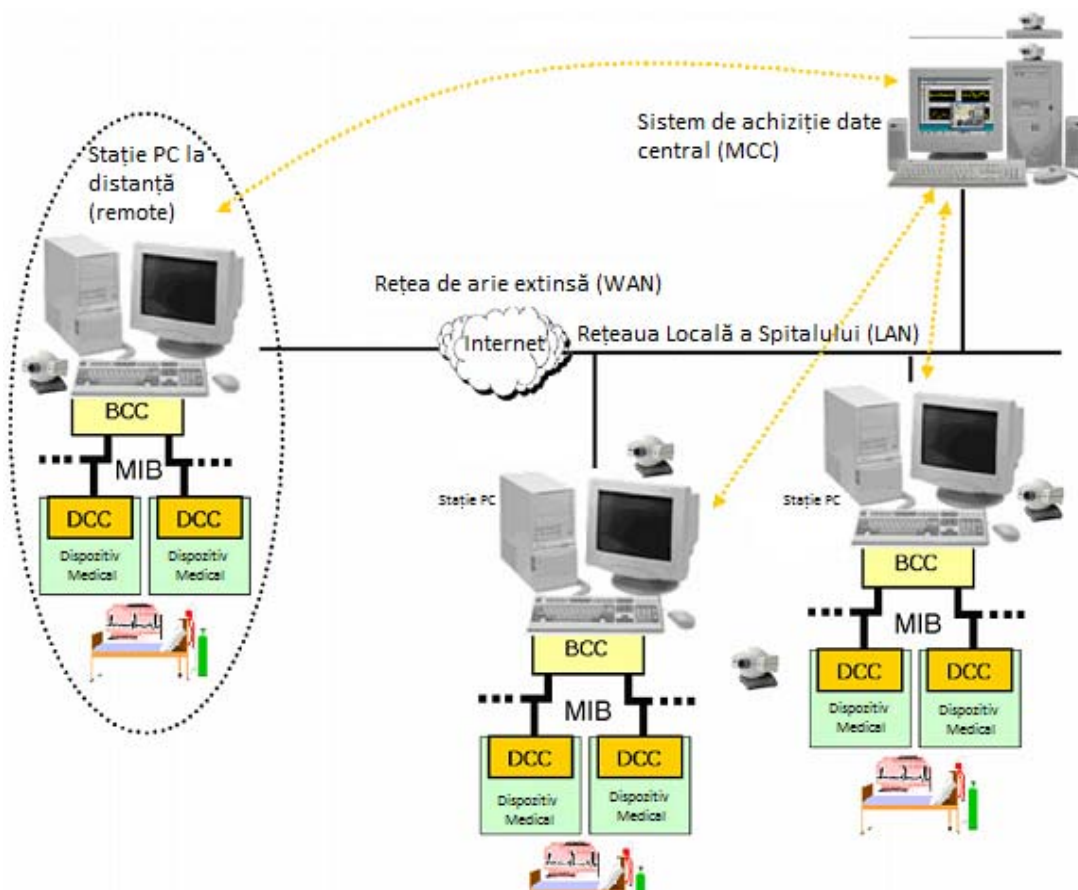 Sistem de achiziție date
central (MCC)
Stație PC la
distanță
(remote)
Rețea de arie extinsă (WAN)
Internet
Rețeaua Locală a Spitalului (LAN)
BCC
MIB
DCC
DCC
Dispozitiv
Medical
Dispozitiv
Medical
Stație PC
BCC
MIB
DCC
DCC
Dispozitiv
Medical
Dispozitiv
Medical
Stație PC
BCC
MIB
DCC
DCC
Dispozitiv
Medical
Dispozitiv
Medical